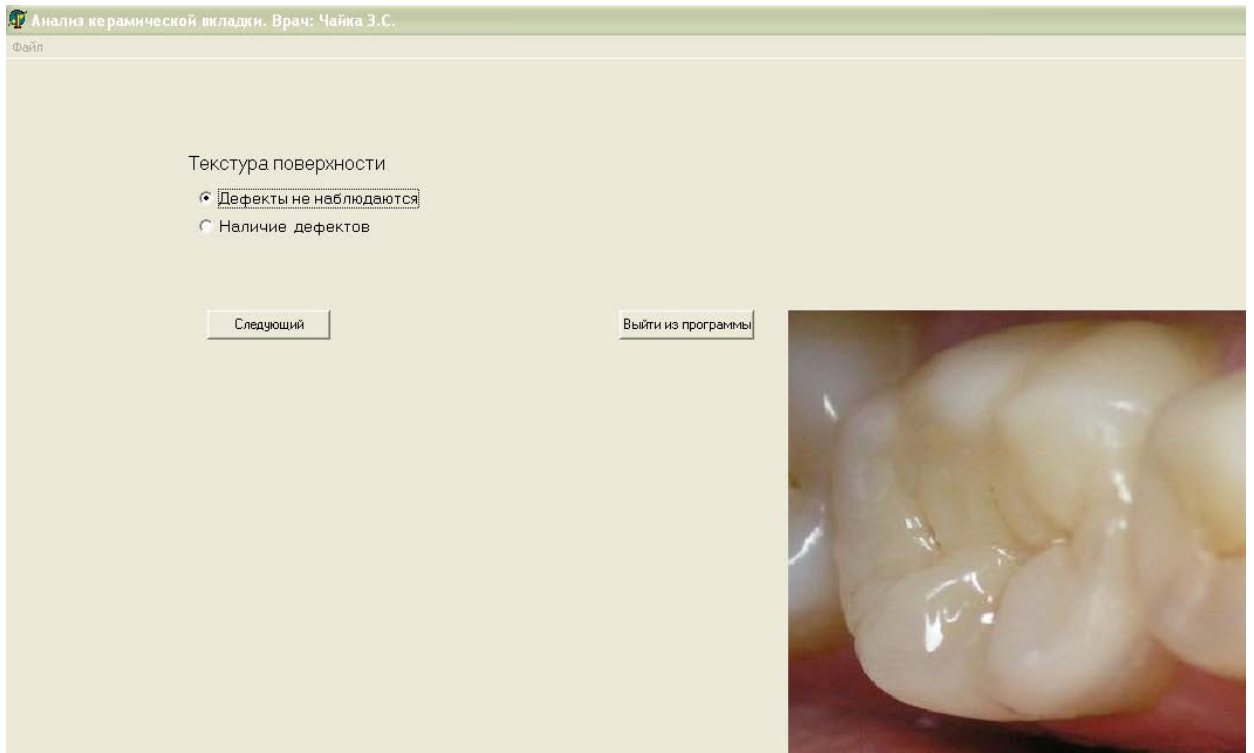 Анализ керамической вкладки. Врач: Чайка З.С.
Файл
Текстура поверхности
Дефекты не наблюдаются
Наличие дефектов
Следующий
Выйти из программы